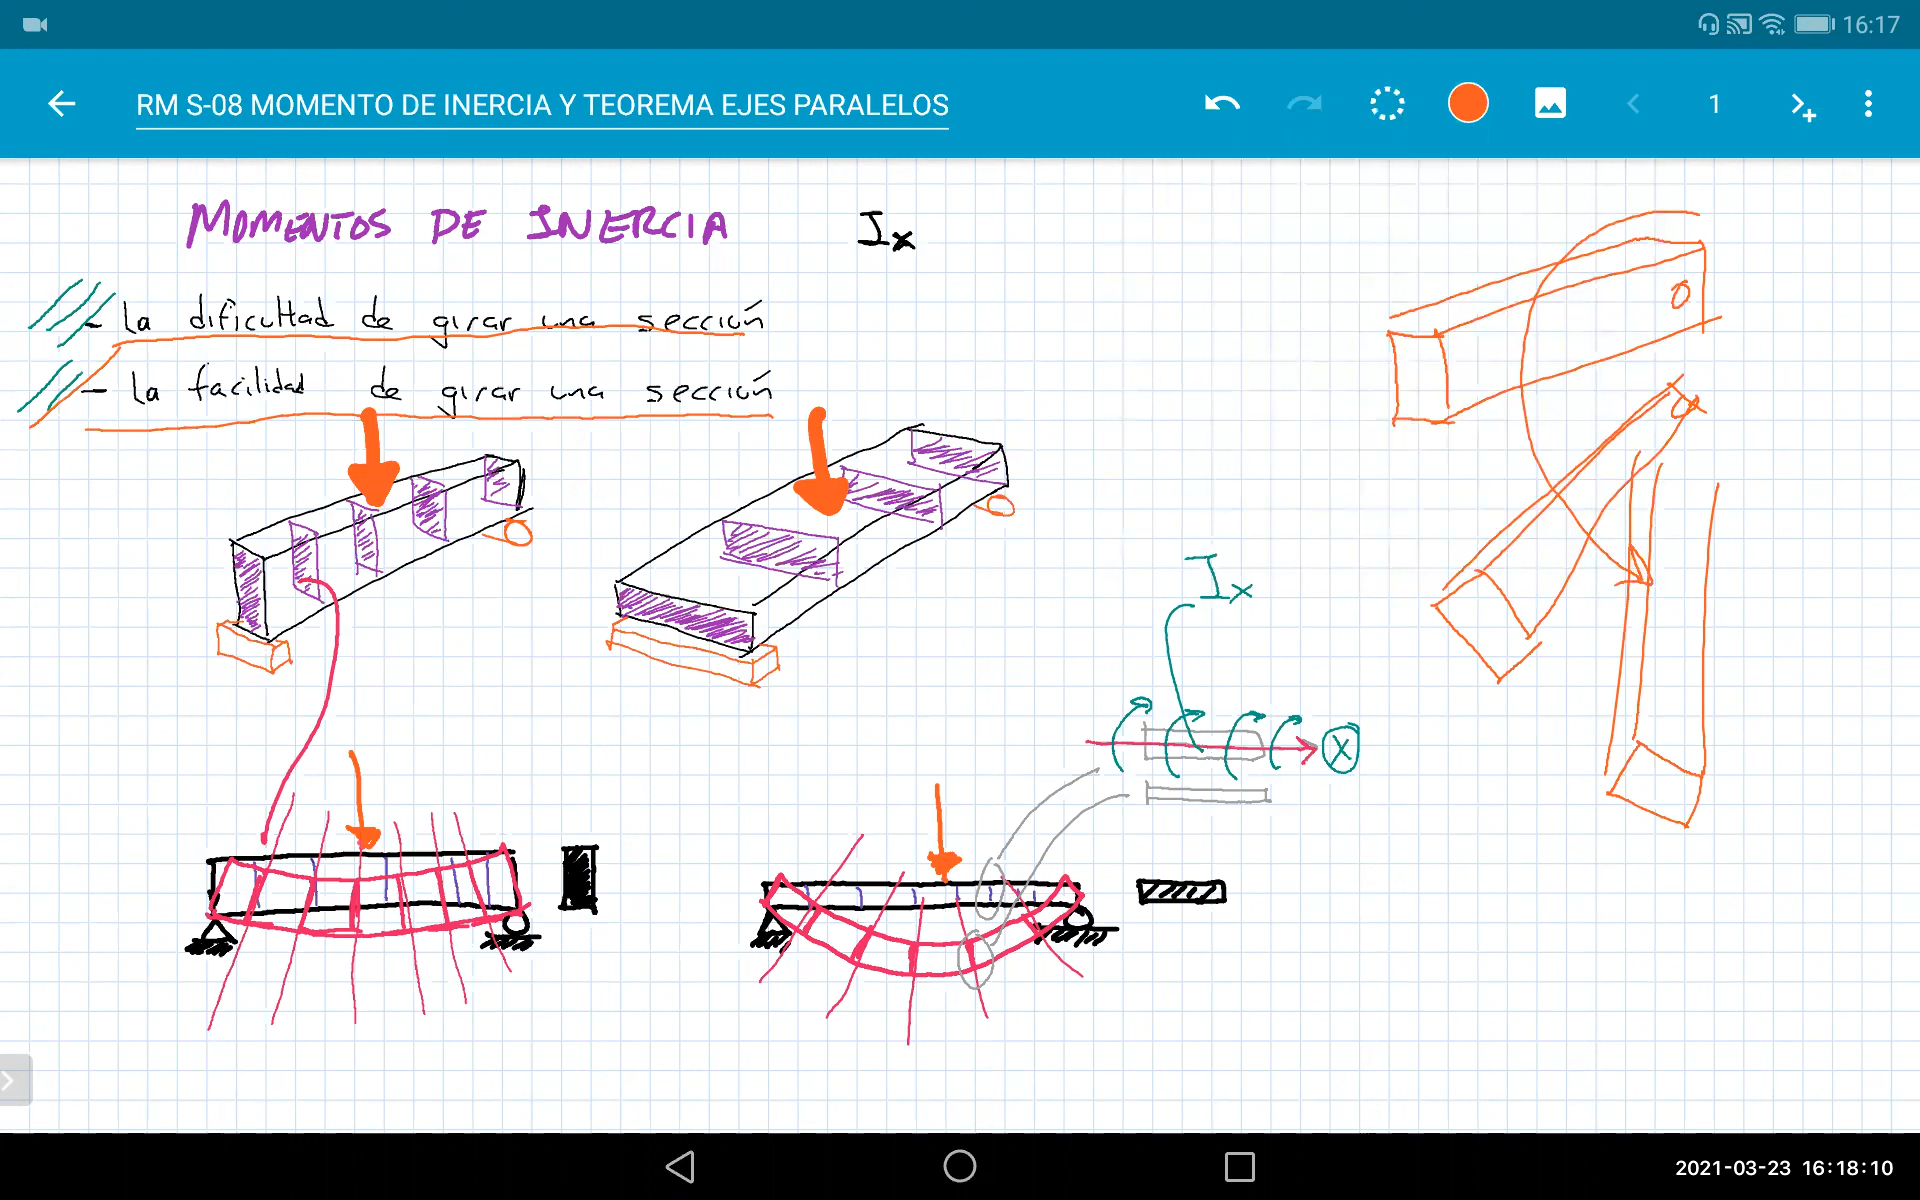 16:17
RM S-08 MOMENTO DE INERCIA Y TEOREMA EJES PARALELOS
1
MOMENTOS DE INERCIA Ix
- La dificultad de girar una sección
- La facilidad de girar una sección
Ix
X
2021-03-23 16:18:10